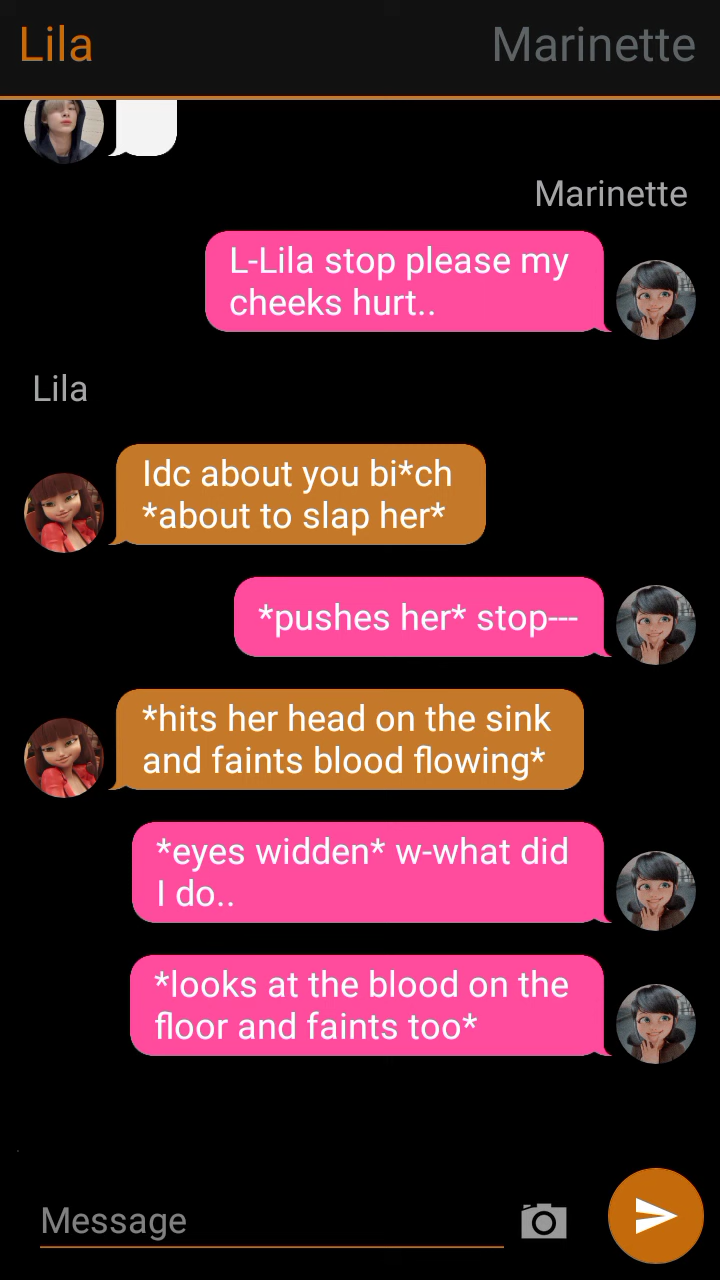 Lila
Marinette
Marinette
L-Lila stop please my
cheeks hurt..
Lila
Idc about you bi*ch
*about to slap her*
*pushes her* stop---
*hits her head on the sink
and faints blood flowing*
*eyes widden* w-what did
I do..
*looks at the blood on the
floor and faints too*
Message